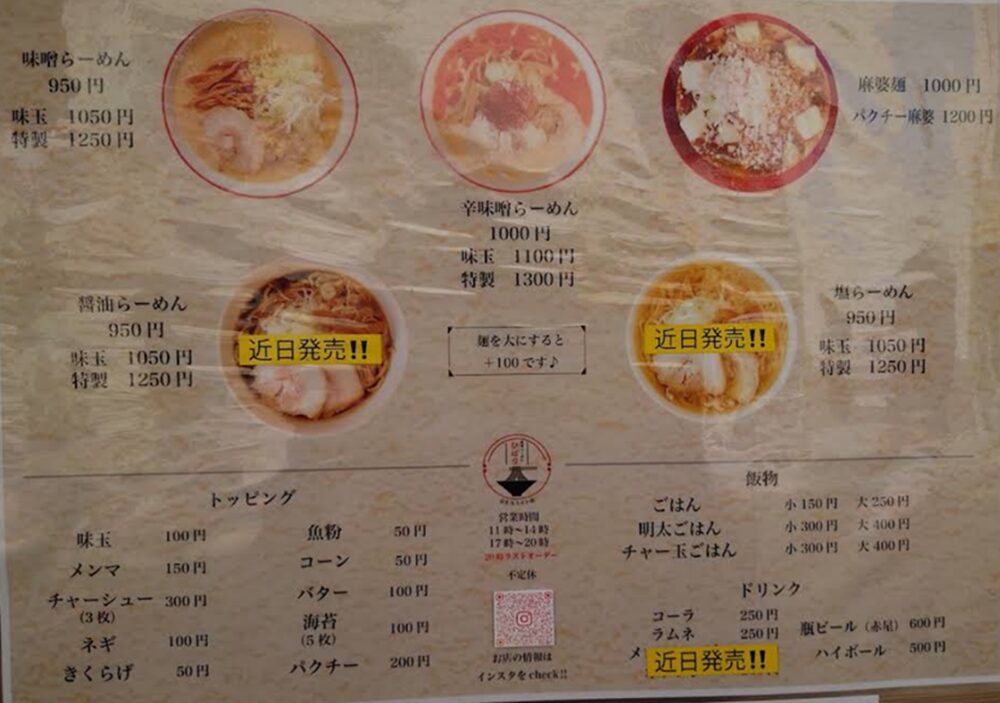 味噌らーめん
950円
味玉 1050円
特製 1250円
麻婆麺 1000円
パクチー麻婆 1200円
辛味噌らーめん
1000円
味玉 1100円
特製 1300円
醤油らーめん
950円
味玉 1050円
特製 1250円
近日発売!!
麺を大にすると
+100です♪
近日発売!!
塩らーめん
950円
味玉 1050円
特製 1250円
トッピング
味玉 100円
メンマ 150円
チャーシュー 300円
(3枚)
ネギ 100円
きくらげ 50円
魚粉 50円
コーン 50円
バター 100円
海苔 100円
(5枚)
パクチー 200円
営業時間
11時〜14時
17時〜20時
20時ラストオーダー
不定休
お店の情報は
インスタをcheck!!
飯物
ごはん 小150円 大250円
明太ごはん 小300円 大400円
チャー玉ごはん 小300円 大400円
ドリンク
コーラ 250円
ラムネ 250円
近日発売!!
瓶ビール(赤星) 600円
ハイボール 500円